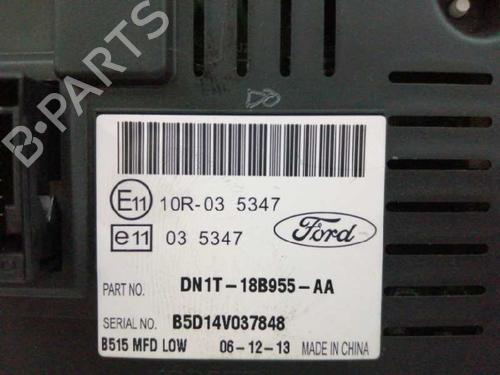 B-PARTS
E11 10R-03 5347
e11 03 5347
Ford
PART NO. DN1T-18B955-AA
SERIAL NO. B5D14V037848
B515 MFD LOW 06-12-13 MADE IN CHINA